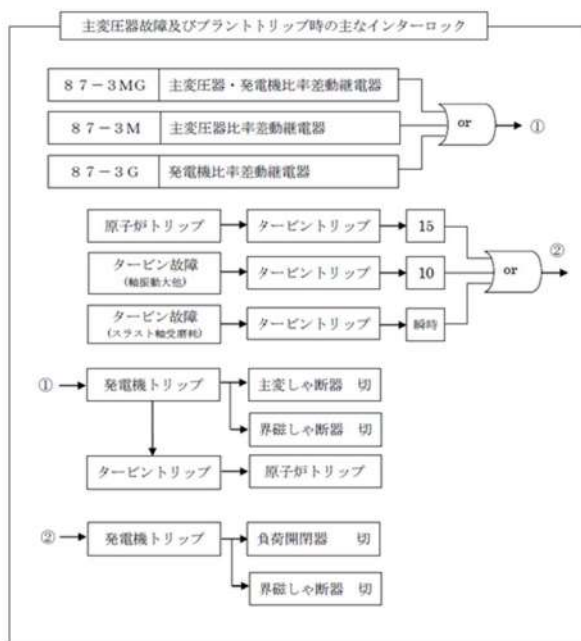 主変圧器故障及びプラントトリップ時の主なインターロック
87-3MG 主変圧器・発電機比率差動継電器
87-3M 主変圧器比率差動継電器
87-3G 発電機比率差動継電器
or
①
原子炉トリップ タービントリップ 15
タービン故障 タービントリップ 10
(軸振動大他)
タービン故障 タービントリップ 瞬時
(スラスト軸受磨耗)
or
②
① 発電機トリップ 主変しゃ断器 切
界磁しゃ断器 切
タービントリップ 原子炉トリップ
② 発電機トリップ 負荷開閉器 切
界磁しゃ断器 切